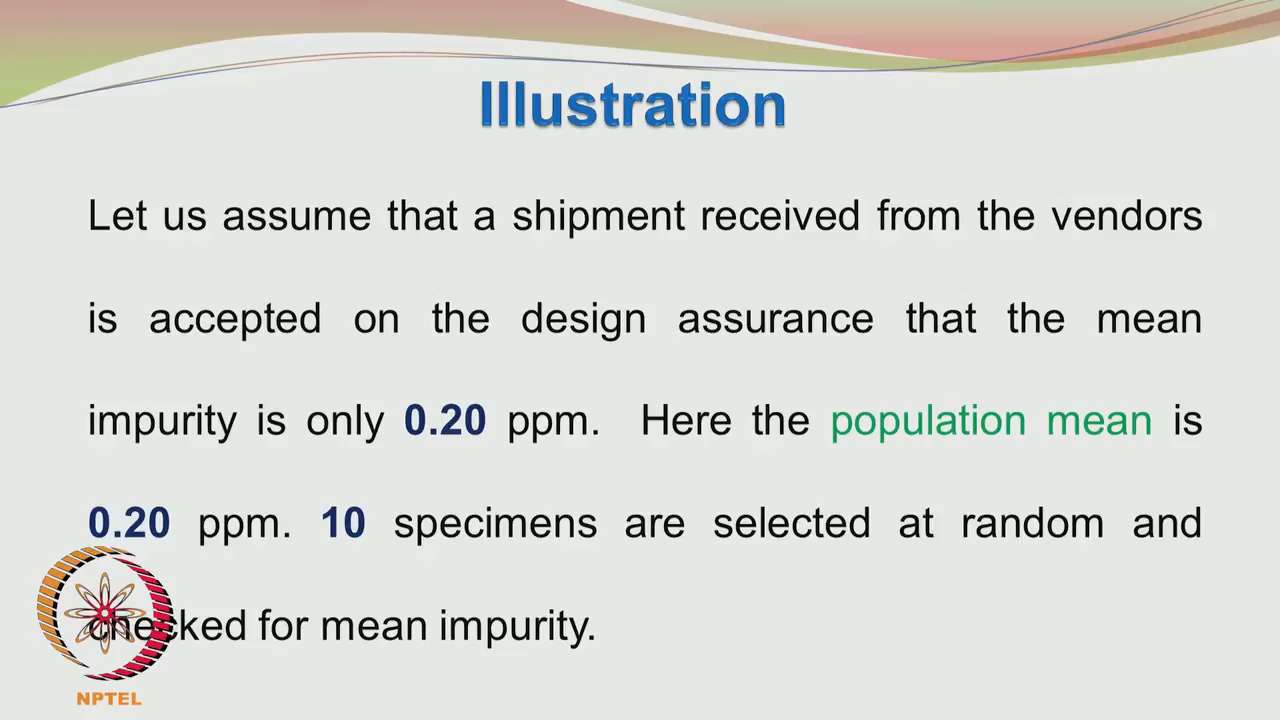 Illustration
Let us assume that a shipment received from the vendors
is accepted on the design assurance that the mean
impurity is only 0.20 ppm. Here the population mean is
0.20 ppm. 10 specimens are selected at random and
checked for mean impurity.
NPTEL